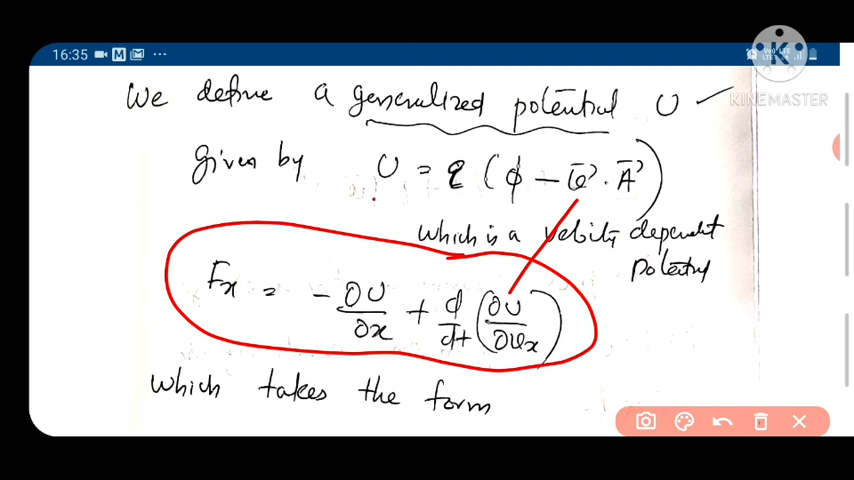 16:35 M ...
KINEMASTER
We define a generalized potential U ✓
Given by U = q (ϕ − v⃗ · A⃗)
which is a velocity dependent
potential
Fx = − ∂U/∂x + d/dt (∂U/∂vx)
which takes the form